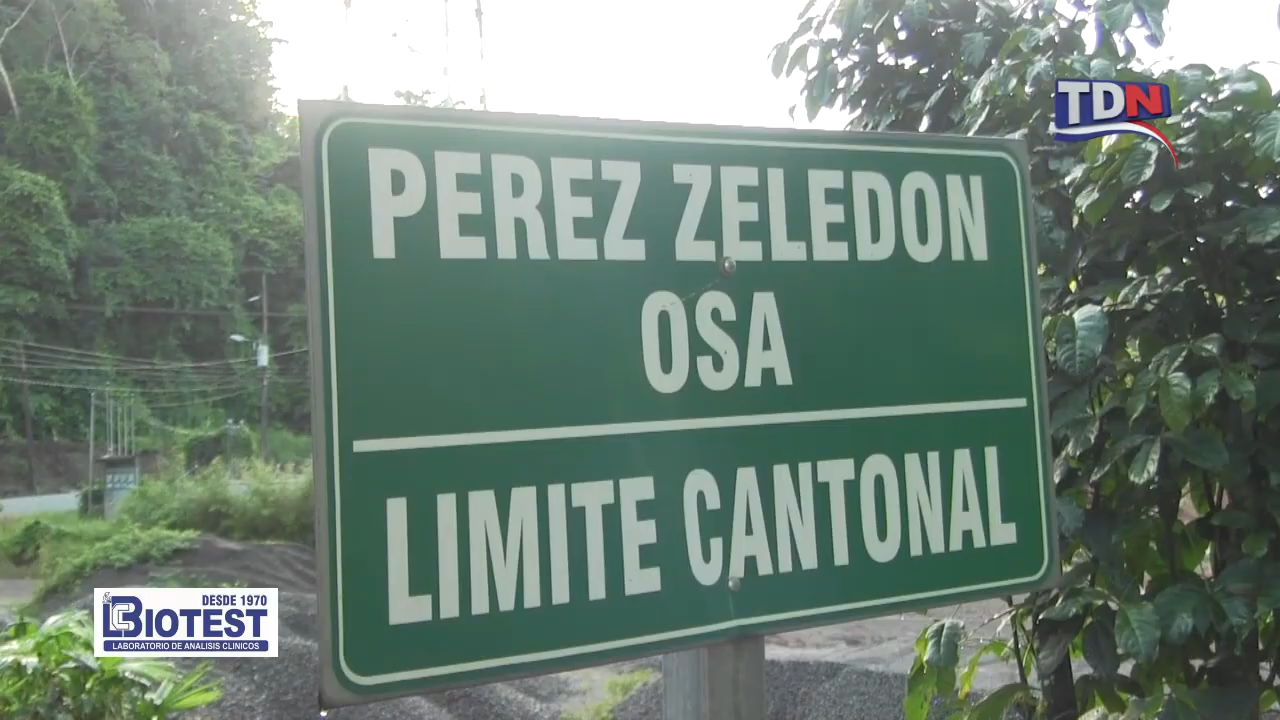 TDN
PEREZ ZELEDON
OSA
LIMITE CANTONAL
DESDE 1970
BIOTEST
LABORATORIO DE ANALISIS CLINICOS